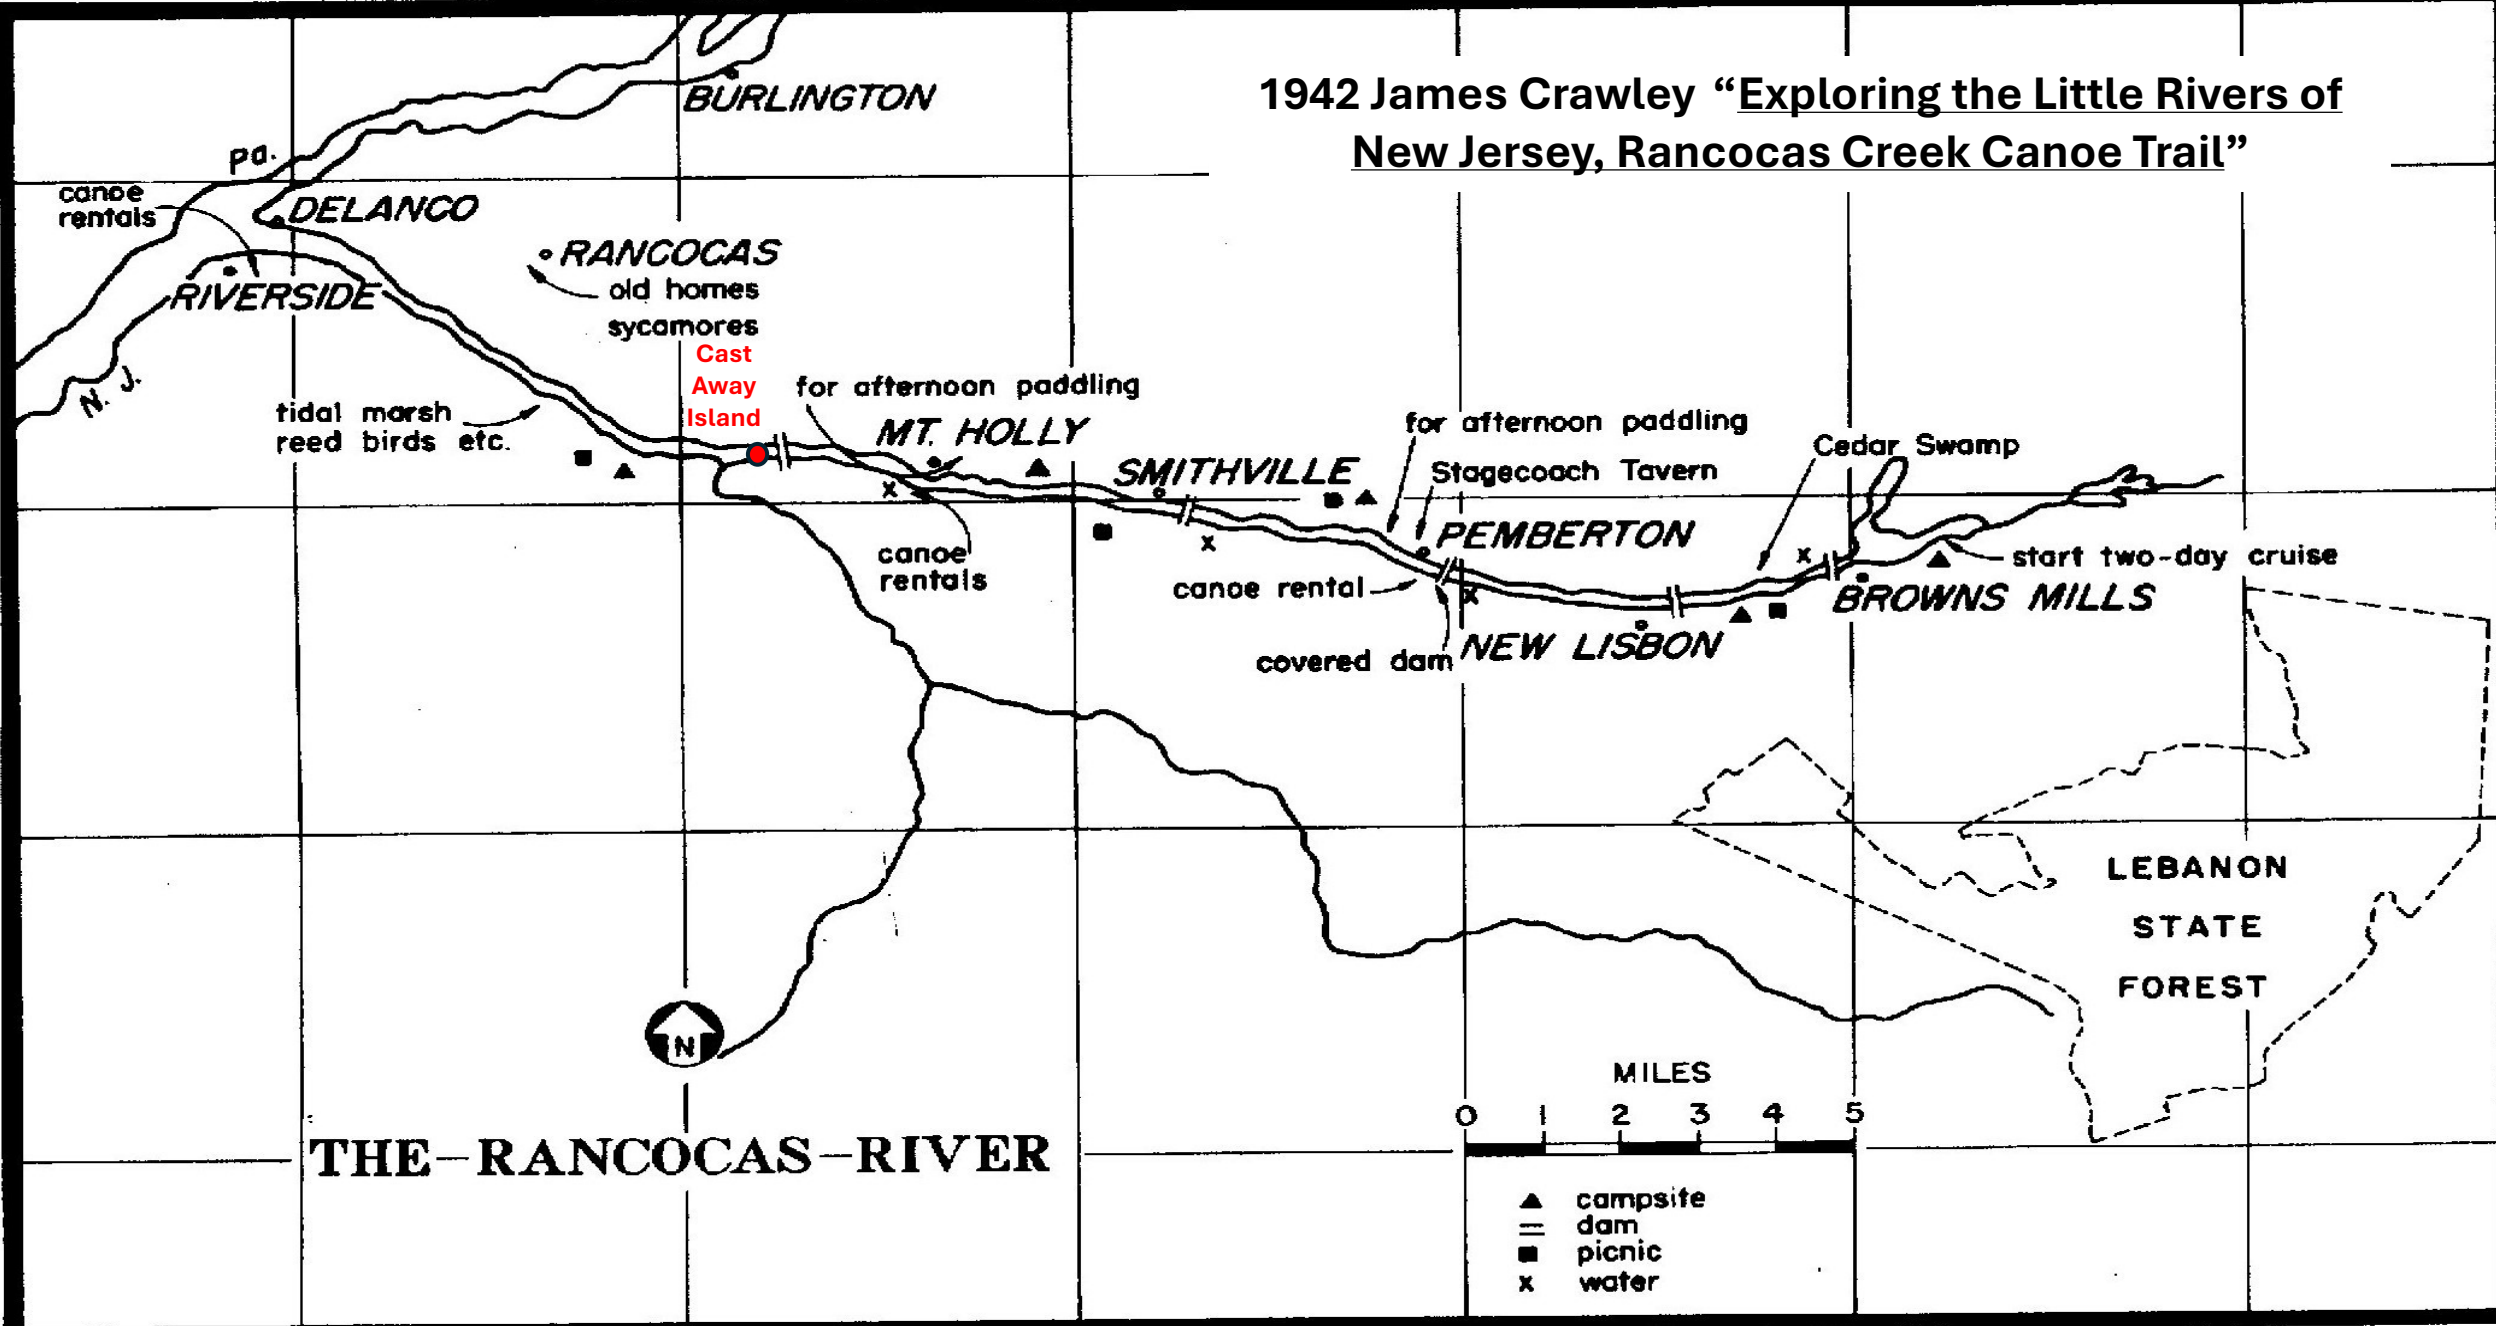 1942 James Crawley “Exploring the Little Rivers of
New Jersey, Rancocas Creek Canoe Trail”
BURLINGTON
Pa.
canoe
rentals
DELANCO
RANCOCAS
old homes
sycamores
RIVERSIDE
N. J.
Cast
Away
Island
tidal marsh
reed birds etc.
for afternoon paddling
MT. HOLLY
canoe
rentals
SMITHVILLE
for afternoon paddling
Stagecoach Tavern
PEMBERTON
canoe rental
covered dam
NEW LISBON
Cedar Swamp
start two-day cruise
BROWNS MILLS
LEBANON
STATE
FOREST
N
THE-RANCOCAS-RIVER
MILES
0 1 2 3 4 5
campsite
dam
picnic
x water